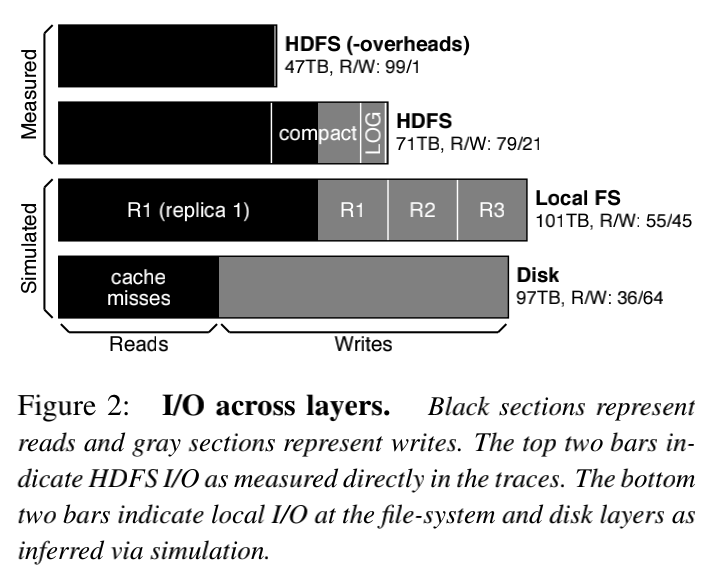 Measured
HDFS (-overheads)
47TB, R/W: 99/1
compact
LOG
HDFS
71TB, R/W: 79/21
Simulated
R1 (replica 1)
R1
R2
R3
Local FS
101TB, R/W: 55/45
cache
misses
Disk
97TB, R/W: 36/64
Reads
Writes
Figure 2: I/O across layers. Black sections represent
reads and gray sections represent writes. The top two bars in-
dicate HDFS I/O as measured directly in the traces. The bottom
two bars indicate local I/O at the file-system and disk layers as
inferred via simulation.